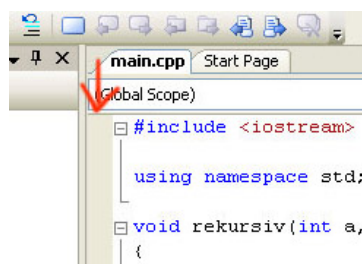 main.cpp Start Page
(Global Scope)
#include <iostream>
using namespace std;
void rekursiv(int a,
{